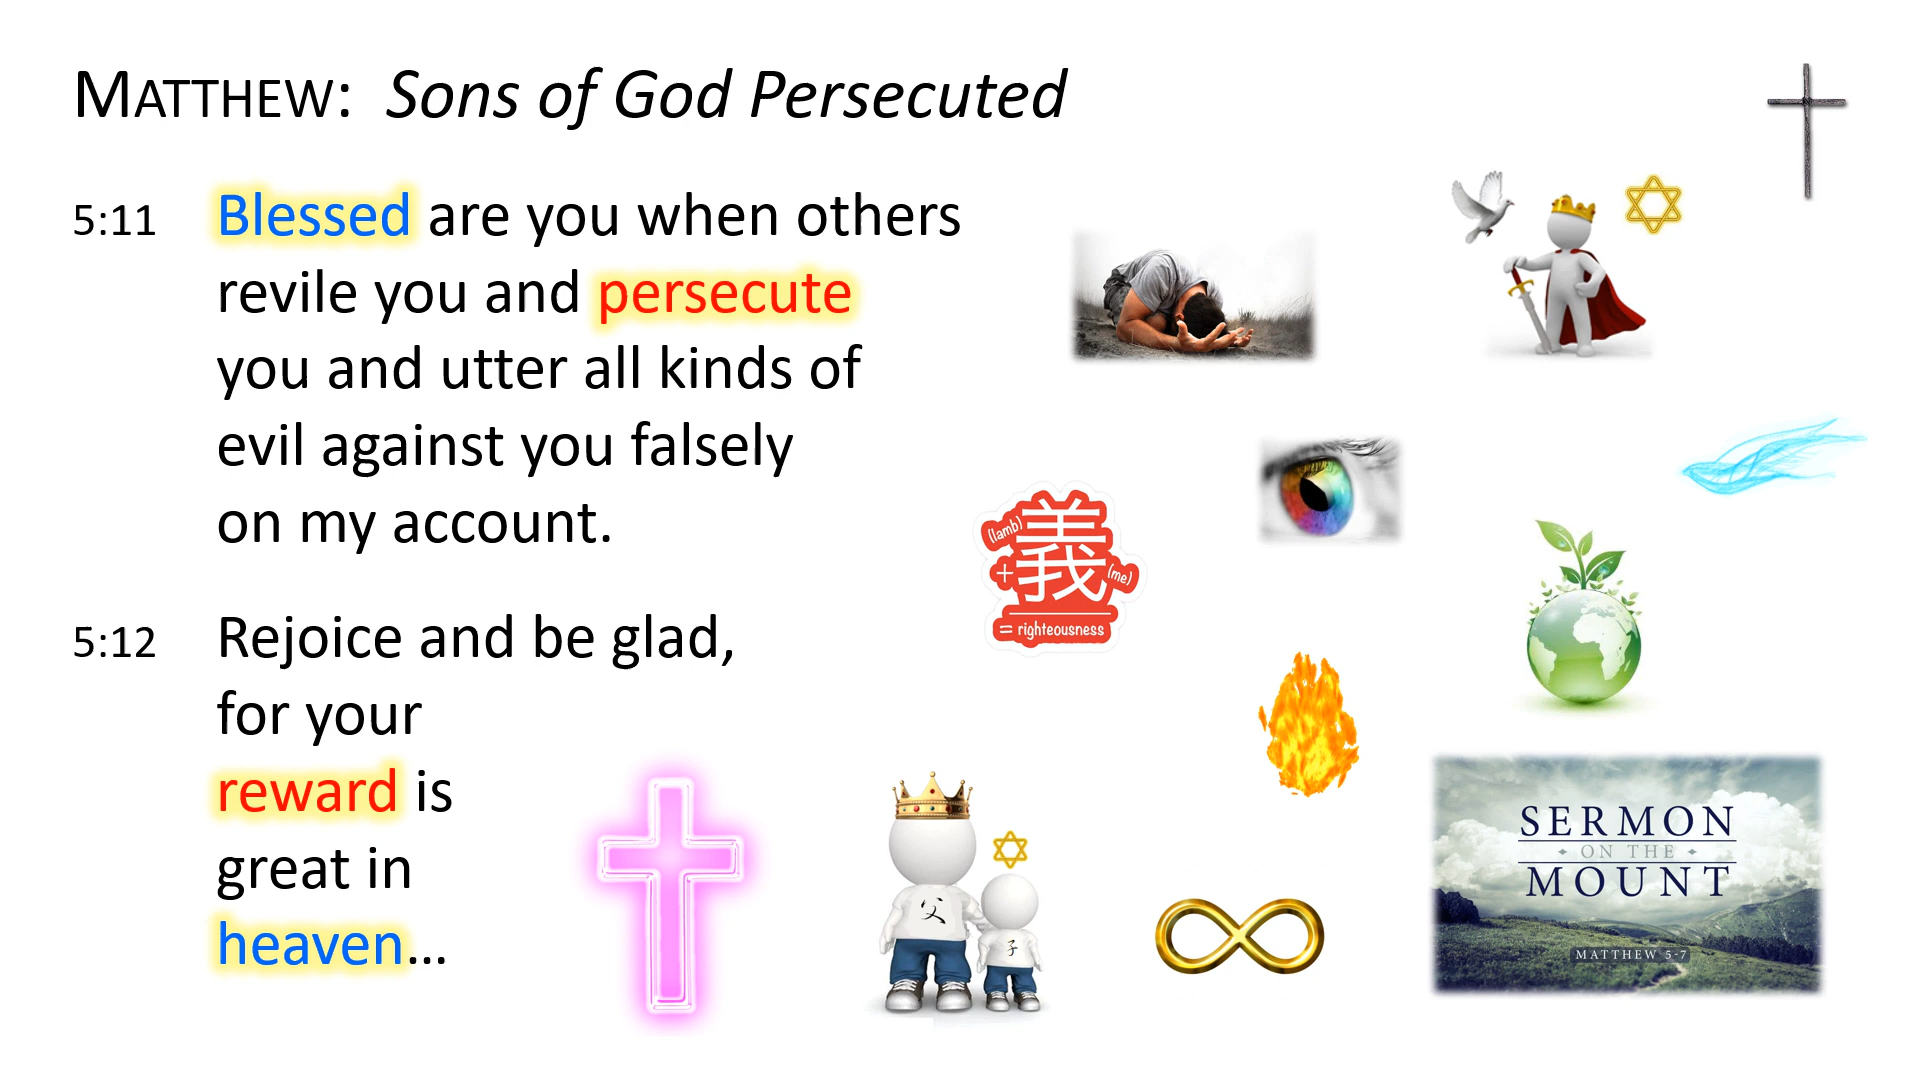 MATTHEW: Sons of God Persecuted
5:11 Blessed are you when others
revile you and persecute
you and utter all kinds of
evil against you falsely
on my account.
5:12 Rejoice and be glad,
for your
reward is
great in
heaven...
(lamb)
義
+
(me)
= righteousness
父
子
SERMON
ON THE
MOUNT
MATTHEW 5-7